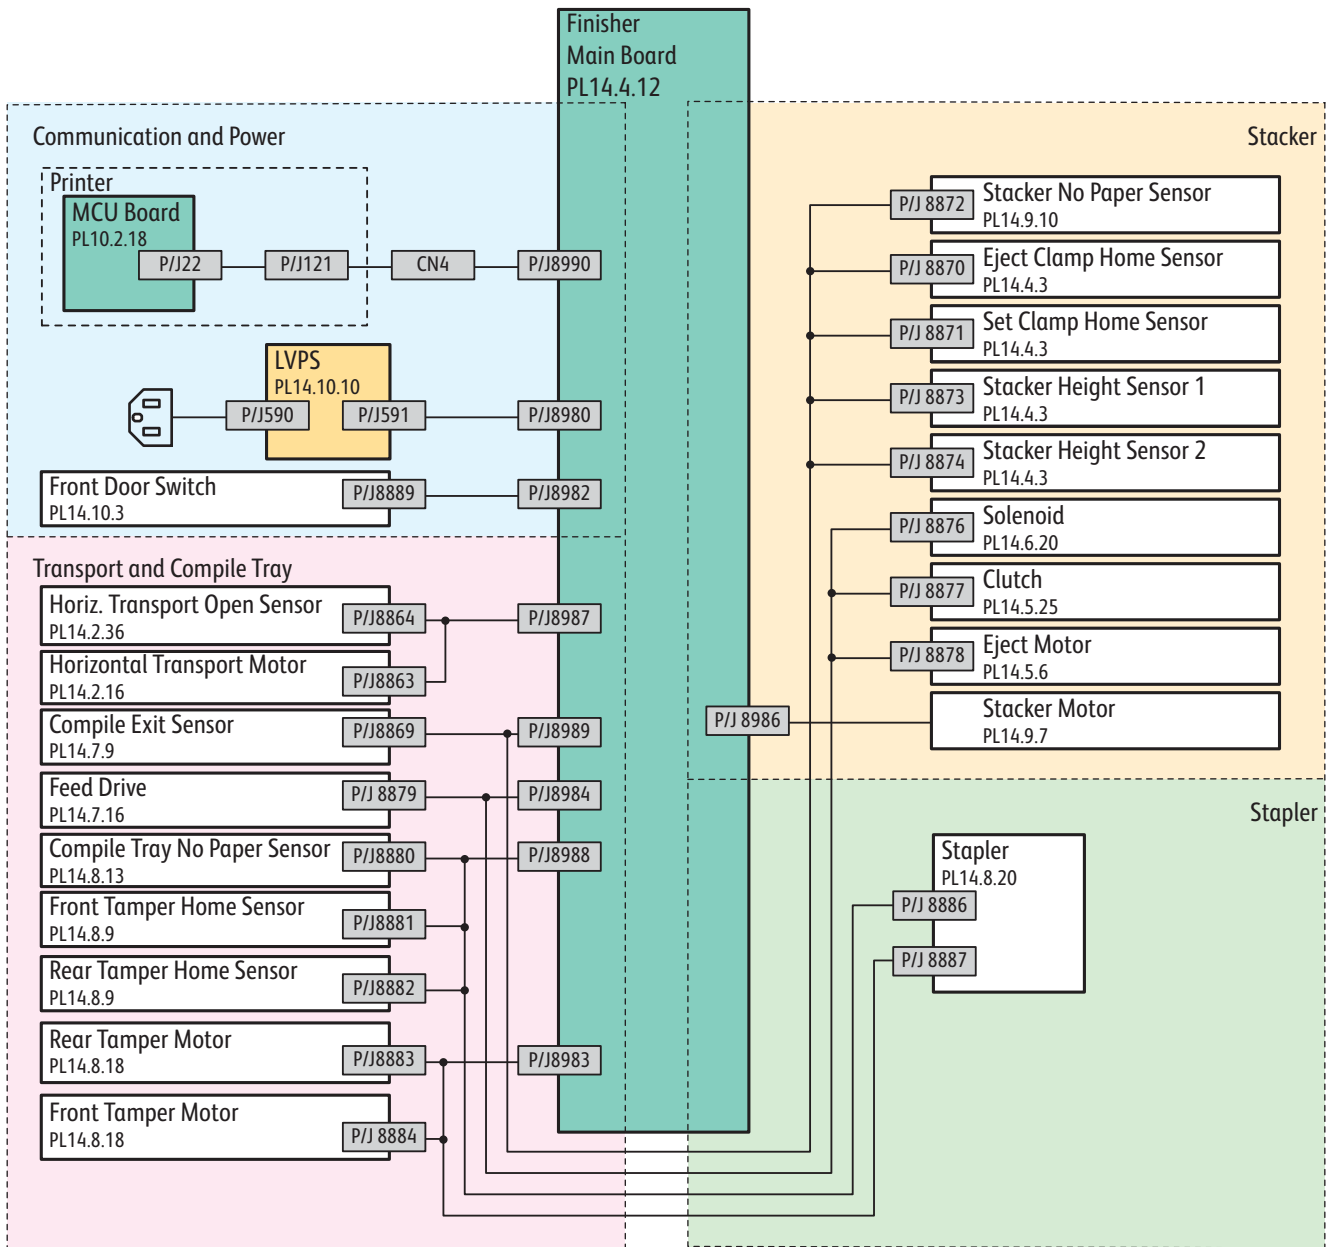 Finisher
Main Board
PL14.4.12
Communication and Power
Printer
MCU Board
PL10.2.18
P/J22
P/J121
CN4
P/J8990
LVPS
PL14.10.10
P/J590
P/J591
P/J8980
Front Door Switch
PL14.10.3
P/J8889
P/J8982
Transport and Compile Tray
Horiz. Transport Open Sensor
PL14.2.36
P/J8864
P/J8987
Horizontal Transport Motor
PL14.2.16
P/J8863
Compile Exit Sensor
PL14.7.9
P/J8869
P/J8989
Feed Drive
PL14.7.16
P/J 8879
P/J8984
Compile Tray No Paper Sensor
PL14.8.13
P/J8880
P/J8988
Front Tamper Home Sensor
PL14.8.9
P/J8881
Rear Tamper Home Sensor
PL14.8.9
P/J8882
Rear Tamper Motor
PL14.8.18
P/J8883
P/J8983
Front Tamper Motor
PL14.8.18
P/J 8884
Stacker
P/J 8872
Stacker No Paper Sensor
PL14.9.10
P/J 8870
Eject Clamp Home Sensor
PL14.4.3
P/J 8871
Set Clamp Home Sensor
PL14.4.3
P/J 8873
Stacker Height Sensor 1
PL14.4.3
P/J 8874
Stacker Height Sensor 2
PL14.4.3
P/J 8876
Solenoid
PL14.6.20
P/J 8877
Clutch
PL14.5.25
P/J 8878
Eject Motor
PL14.5.6
P/J 8986
Stacker Motor
PL14.9.7
Stapler
Stapler
PL14.8.20
P/J 8886
P/J 8887